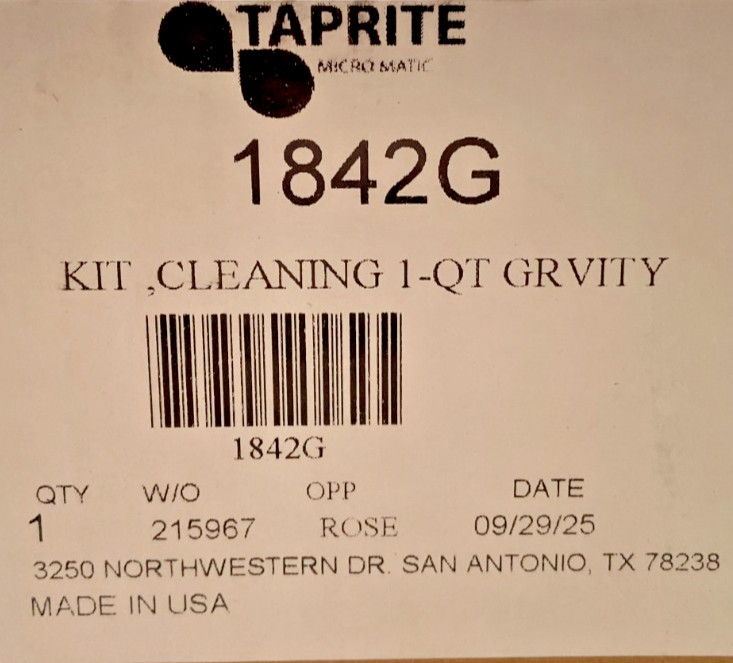 TAPRITE
MICRO MATIC
1842G
KIT ,CLEANING 1-QT GRVITY
1842G
QTY W/O OPP DATE
1 215967 ROSE 09/29/25
3250 NORTHWESTERN DR. SAN ANTONIO, TX 78238
MADE IN USA